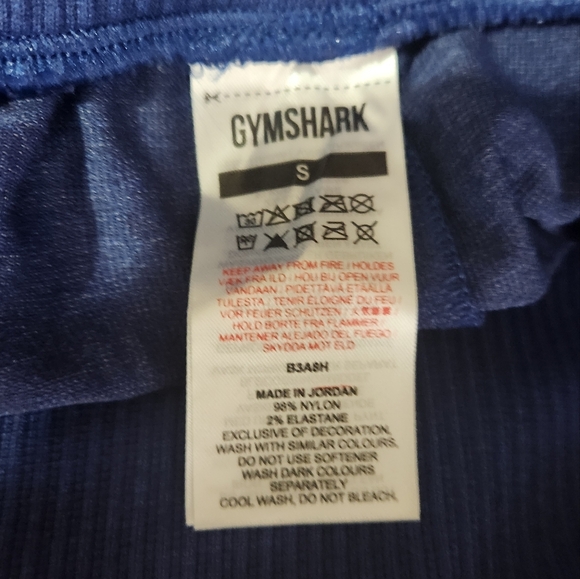 GYMSHARK
S
30
KEEP AWAY FROM FIRE / HOLDES
VÆK FRA ILD / HOU BIJ OPEN VUUR
VANDAAN / PIDETTÄVÄ ETÄÄLLÄ
TULESTA / TENIR ÉLOIGNÉ DU FEU /
VOR FEUER SCHÜTZEN /
HOLD BORTE FRA FLAMMER
MANTENER ALEJADO DEL FUEGO
SKYDDA MOT ELD
B3A8H
MADE IN JORDAN
98% NYLON
2% ELASTANE
EXCLUSIVE OF DECORATION.
WASH WITH SIMILAR COLOURS.
DO NOT USE SOFTENER
WASH DARK COLOURS
SEPARATELY
COOL WASH, DO NOT BLEACH.